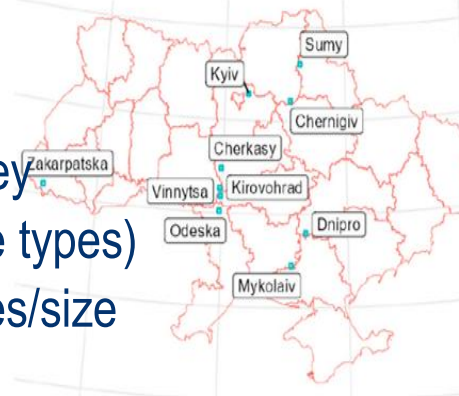 Sumy
Kyiv
Chernigiv
Cherkasy
Zakarpatska
ey
Vinnytsa
Kirovohrad
Odeska
Dnipro
e types)
Mykolaiv
es/size